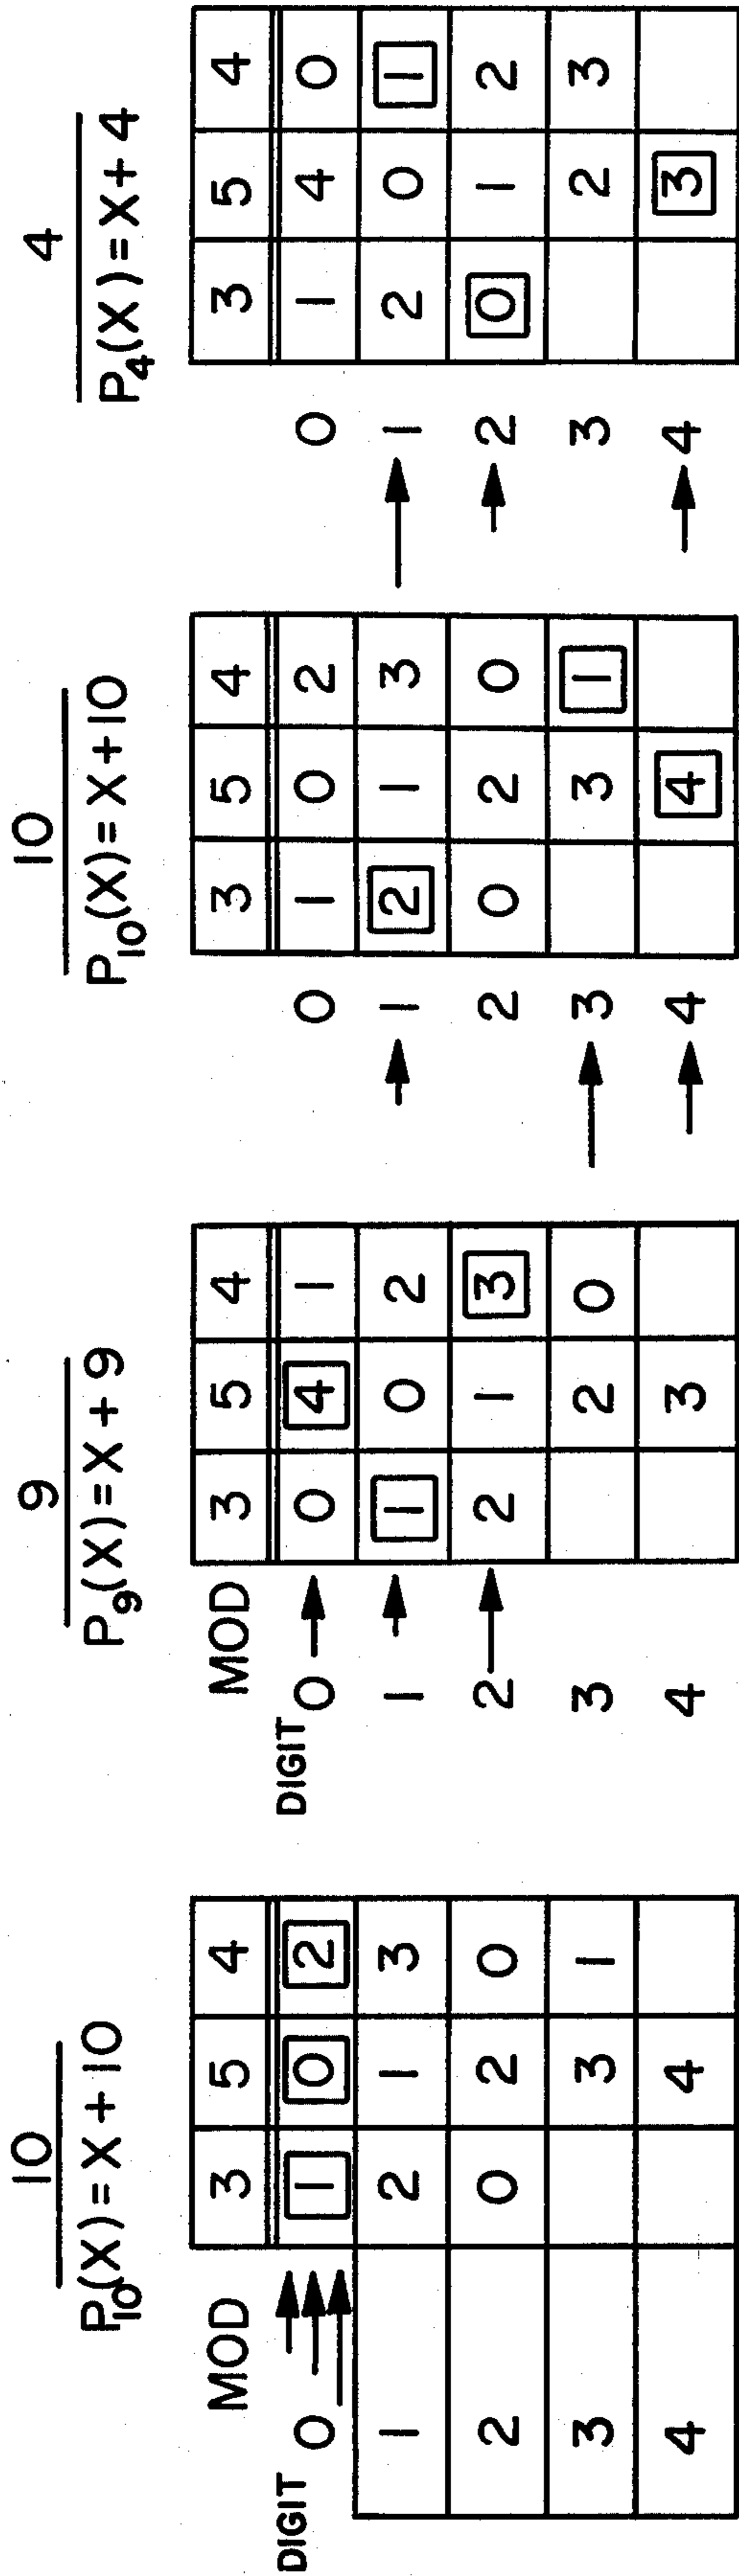 10
P10(X) = X + 10
MOD 3 5 4
DIGIT 0 1 0 2
1 2 1 3
2 0 2 0
3 3 1
4 4
9
P9(X) = X + 9
MOD 3 5 4
DIGIT 0 0 4 1
1 1 0 2
2 2 1 3
3 2 0
4 3
10
P10(X) = X + 10
3 5 4
0 1 0 2
1 2 1 3
2 0 2 0
3 3 1
4 4
4
P4(X) = X + 4
3 5 4
0 1 4 0
1 2 0 1
2 0 1 2
3 2 3
4 3